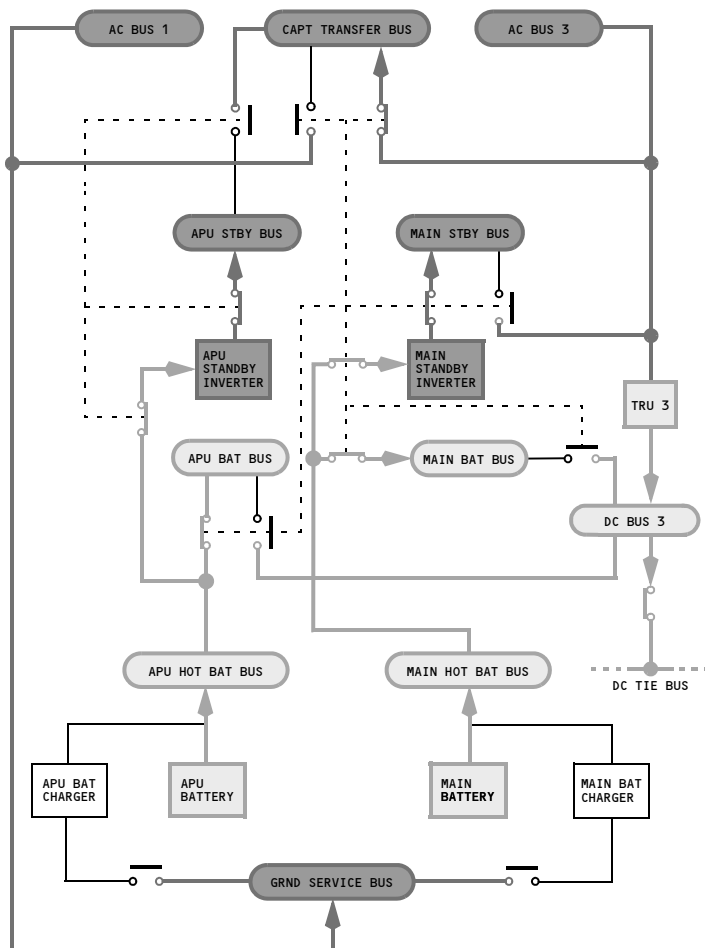 AC BUS 1
CAPT TRANSFER BUS
AC BUS 3
APU STBY BUS
MAIN STBY BUS
APU
STANDBY
INVERTER
MAIN
STANDBY
INVERTER
TRU 3
APU BAT BUS
MAIN BAT BUS
DC BUS 3
APU HOT BAT BUS
MAIN HOT BAT BUS
DC TIE BUS
APU BAT
CHARGER
APU
BATTERY
MAIN
BATTERY
MAIN BAT
CHARGER
GRND SERVICE BUS